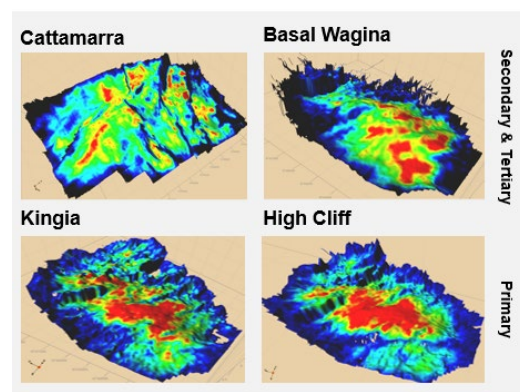 Cattamarra
Basal Wagina
Secondary & Tertiary
Kingia
High Cliff
Primary